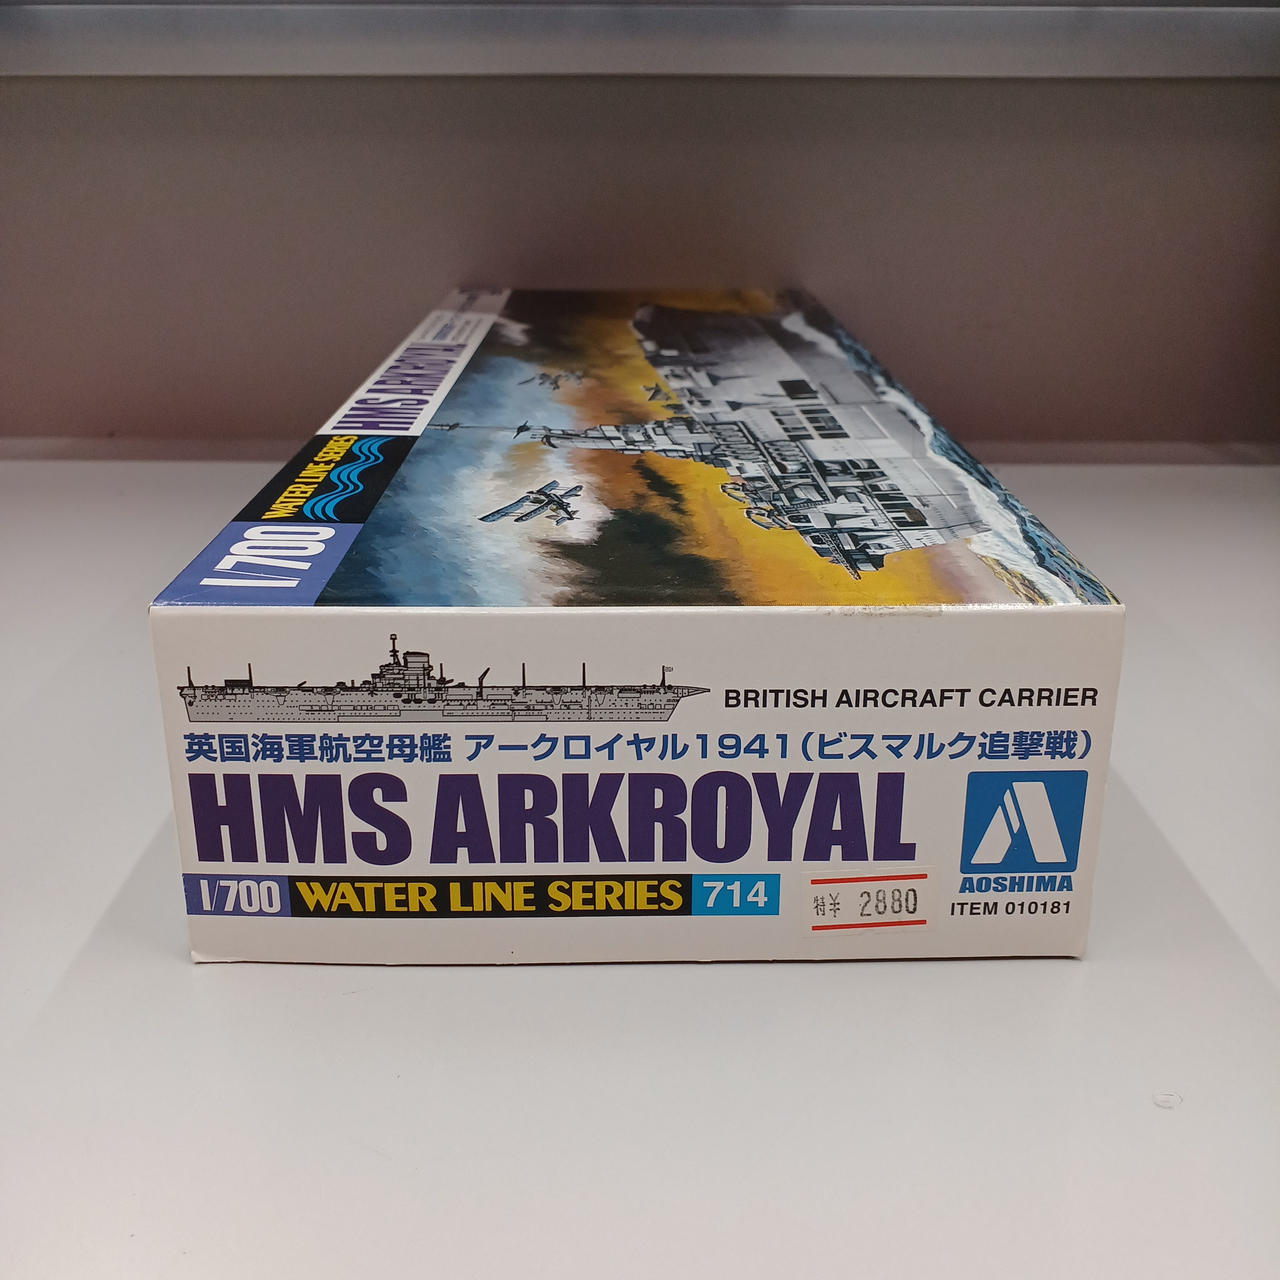 HMS ARKROYAL
WATER LINE SERIES
1/700
BRITISH AIRCRAFT CARRIER
英国海軍航空母艦 アークロイヤル1941(ビスマルク追撃戦)
HMS ARKROYAL
AOSHIMA
1/700 WATER LINE SERIES 714
特¥ 2880
ITEM 010181